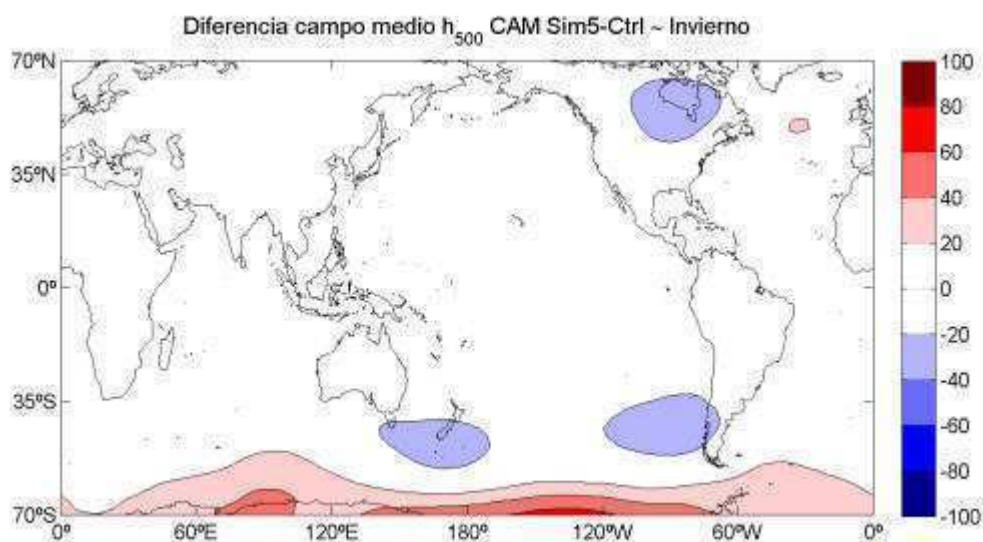 Diferencia campo medio h500 CAM Sim5-Ctrl ~ Invierno
70ºN
35ºN
0º
35ºS
70ºS
0º
60ºE
120ºE
180º
120ºW
60ºW
0º
100
80
60
40
20
0
-20
-40
-60
-80
-100